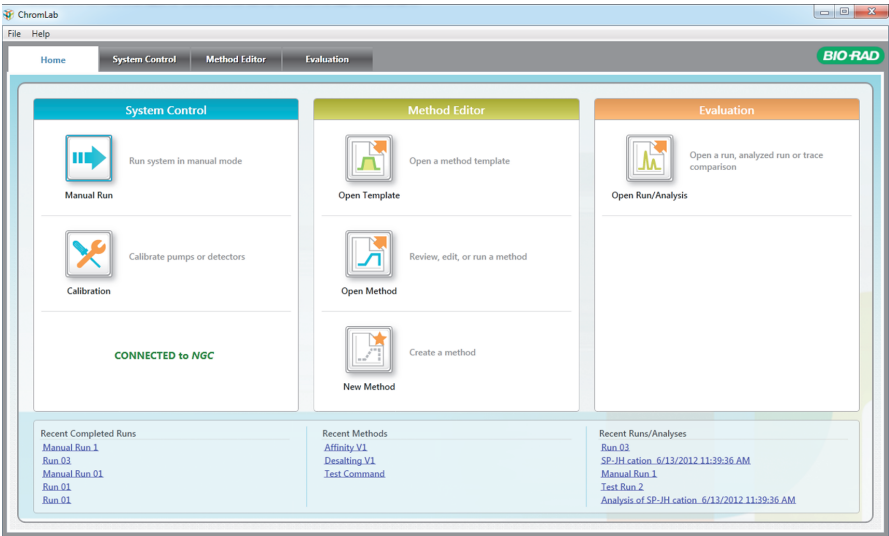 ChromLab
File Help
Home System Control Method Editor Evaluation
BIO-RAD
System Control
Run system in manual mode
Manual Run
Calibrate pumps or detectors
Calibration
CONNECTED to NGC
Method Editor
Open a method template
Open Template
Review, edit, or run a method
Open Method
Create a method
New Method
Evaluation
Open a run, analyzed run or trace
comparison
Open Run/Analysis
Recent Completed Runs
Manual Run 1
Run 03
Manual Run 01
Run 01
Run 01
Recent Methods
Affinity V1
Desalting V1
Test Command
Recent Runs/Analyses
Run 03
SP-JH cation 6/13/2012 11:39:36 AM
Manual Run 1
Test Run 2
Analysis of SP-JH cation 6/13/2012 11:39:36 AM